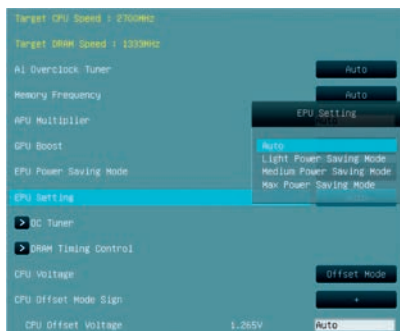 Target CPU Speed : 2700MHz
Target DRAM Speed : 1333MHz
Ai Overclock Tuner Auto
Memory Frequency Auto
APU Multiplier
EPU Setting
GPU Boost
Auto
Light Power Saving Mode
EPU Power Saving Mode
Medium Power Saving Mode
Max Power Saving Mode
EPU Setting
> OC Tuner
> DRAM Timing Control
CPU Voltage Offset Mode
CPU Offset Mode Sign +
CPU Offset Voltage 1.265V Auto